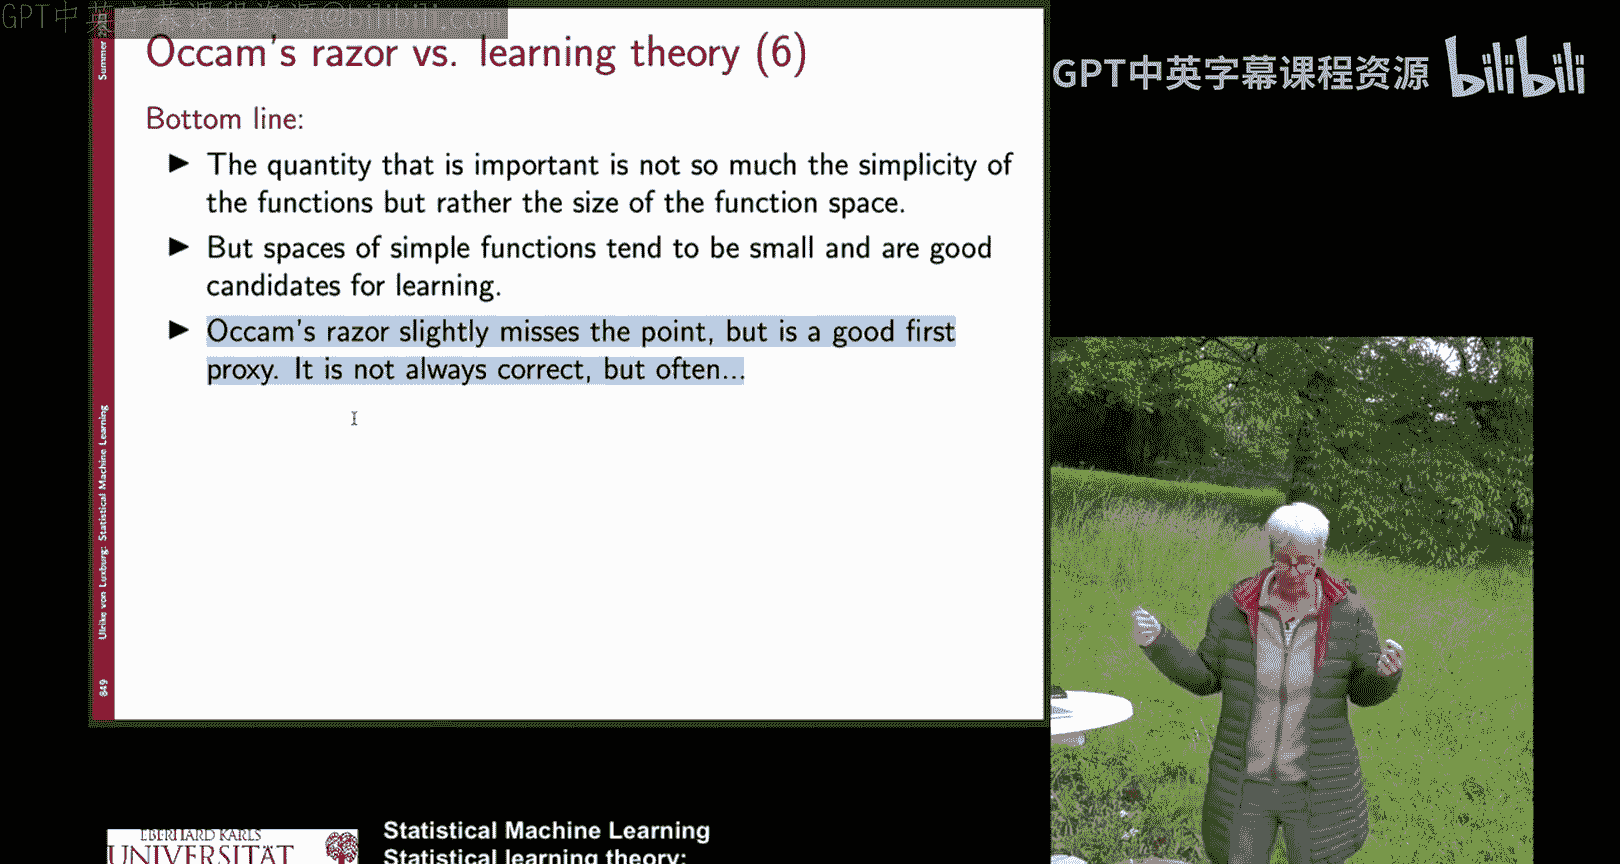 GPT中英字幕课程资源@bilibili.com
Summer
Occam's razor vs. learning theory (6)
Bottom line:
► The quantity that is important is not so much the simplicity of
the functions but rather the size of the function space.
► But spaces of simple functions tend to be small and are good
candidates for learning.
► Occam's razor slightly misses the point, but is a good first
proxy. It is not always correct, but often...
Ulrike von Luxburg: Statistical Machine Learning
849
GPT中英字幕课程资源 bilibili
EBERHARD KARLS
UNIVERSITÄT
Statistical Machine Learning
Statistical learning theory: